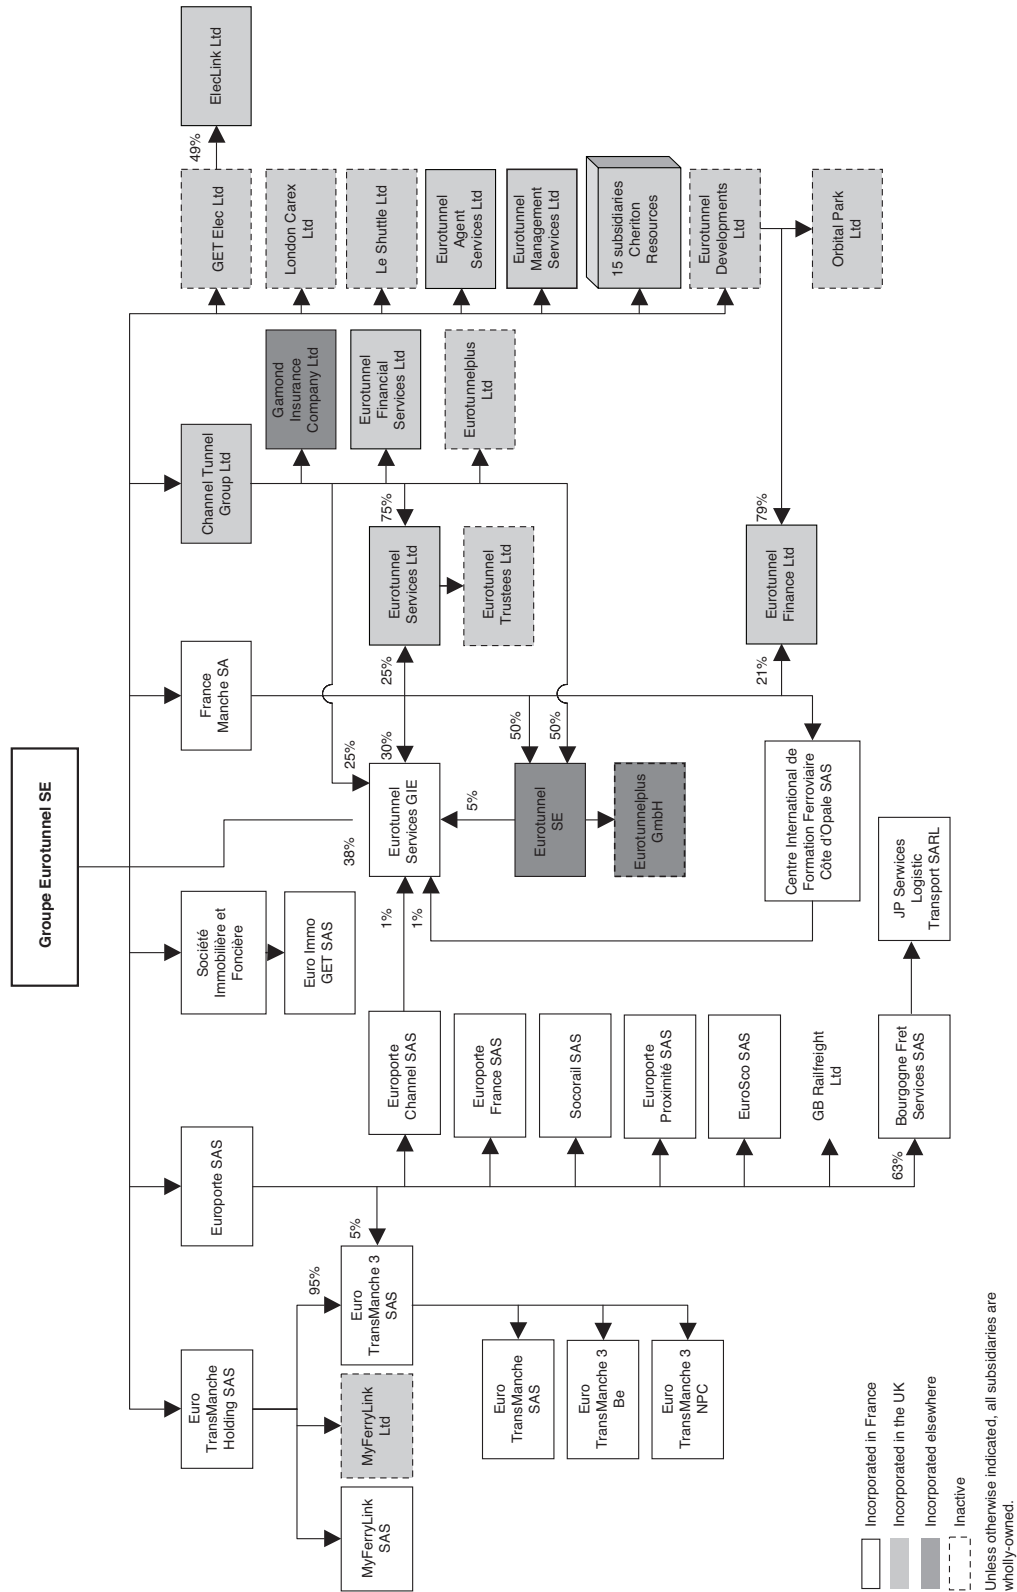 Groupe Eurotunnel SE
Euro
TransManche
Holding SAS
Europorte SAS
Société
Immobilière et
Foncière
France
Manche SA
Channel Tunnel
Group Ltd
GET Elec Ltd
49%
ElecLink Ltd
MyFerryLink
SAS
MyFerryLink
Ltd
95%
5%
Euro
TransManche 3
SAS
Euro
TransManche
SAS
Euro
TransManche 3
Be
Euro
TransManche 3
NPC
Europorte
Channel SAS
Europorte
France SAS
Socorail SAS
Europorte
Proximité SAS
EuroSco SAS
GB Railfreight
Ltd
63%
Bourgogne Fret
Services SAS
JP Serwices
Logistic
Transport SARL
Euro Immo
GET SAS
38%
25%
1%
1%
30%
5%
Eurotunnel
Services GIE
50%
50%
Eurotunnel
SE
Eurotunnelplus
GmbH
Centre International de
Formation Ferroviaire
Côte d'Opale SAS
25%
75%
Eurotunnel
Services Ltd
Eurotunnel
Trustees Ltd
21%
79%
Eurotunnel
Finance Ltd
Gamond
Insurance
Company Ltd
Eurotunnel
Financial
Services Ltd
Eurotunnelplus
Ltd
London Carex
Ltd
Le Shuttle Ltd
Eurotunnel
Agent
Services Ltd
Eurotunnel
Management
Services Ltd
15 subsidiaries
Cheriton
Resources
Eurotunnel
Developments
Ltd
Orbital Park
Ltd
Incorporated in France
Incorporated in the UK
Incorporated elsewhere
Inactive
Unless otherwise indicated, all subsidiaries are
wholly-owned.